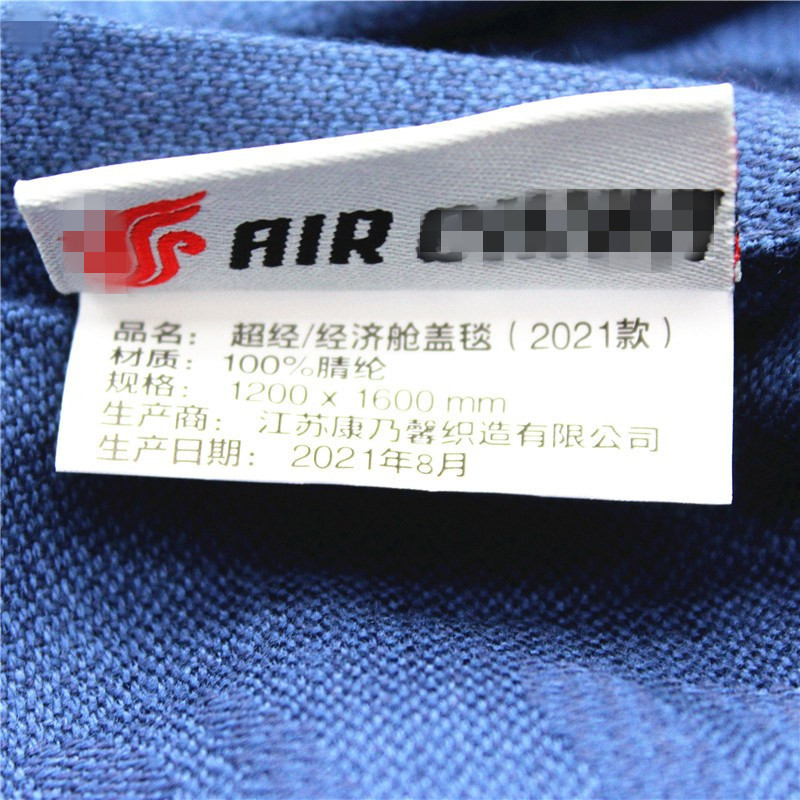 AIR
品名：超经/经济舱盖毯（2021款）
材质：100%腈纶
规格：1200 x 1600 mm
生产商：江苏康乃馨织造有限公司
生产日期：2021年8月